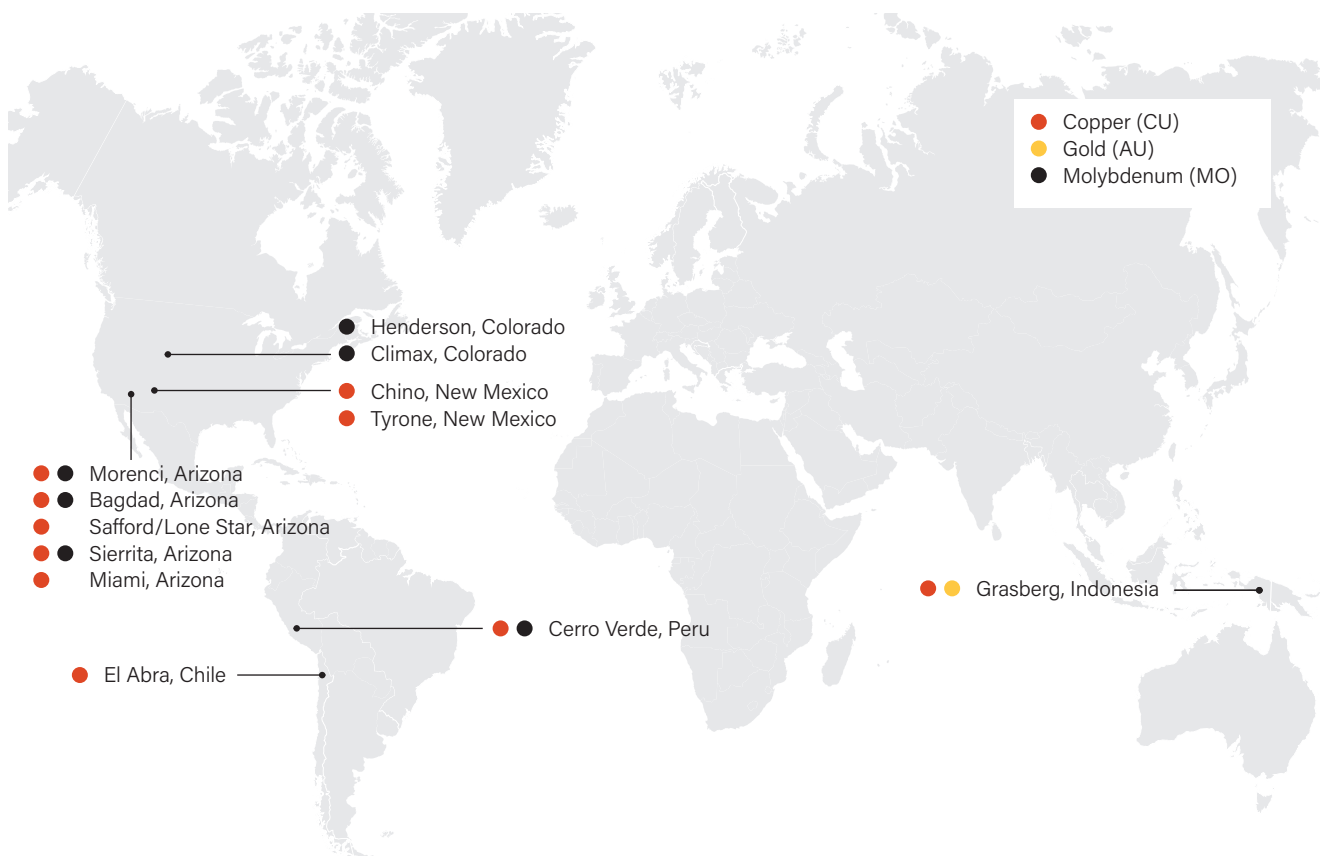 Copper (CU)
Gold (AU)
Molybdenum (MO)
Henderson, Colorado
Climax, Colorado
Chino, New Mexico
Tyrone, New Mexico
Morenci, Arizona
Bagdad, Arizona
Safford/Lone Star, Arizona
Sierrita, Arizona
Miami, Arizona
Grasberg, Indonesia
Cerro Verde, Peru
El Abra, Chile